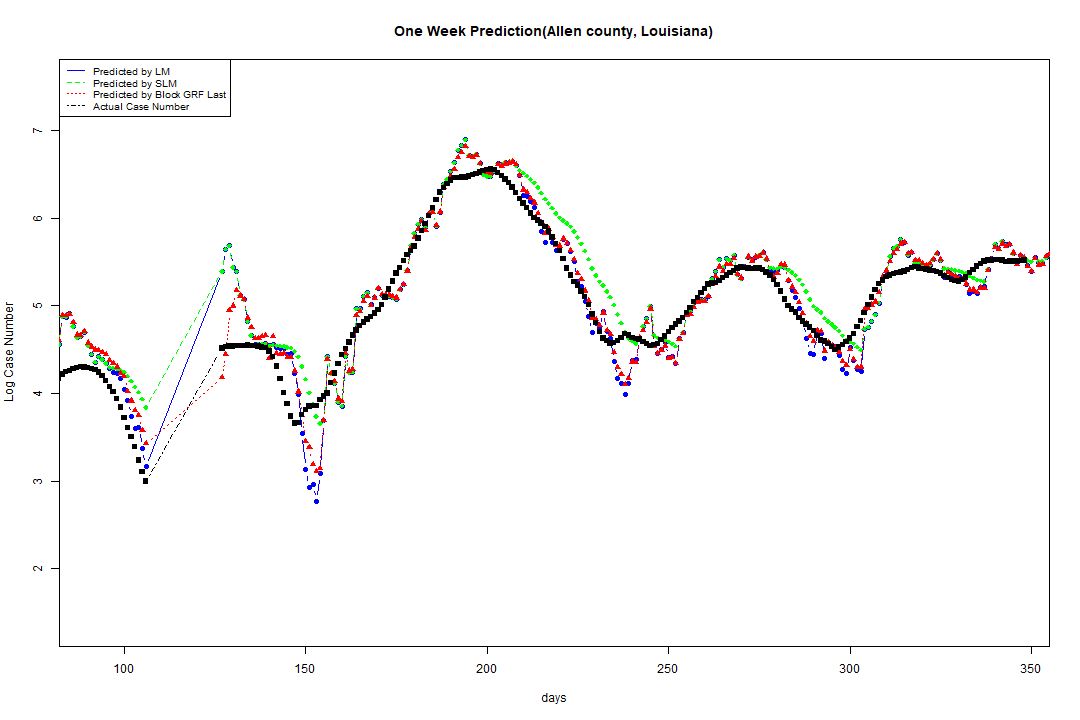 One Week Prediction(Allen county, Louisiana)
Predicted by LM
Predicted by SLM
Predicted by Block GRF Last
Actual Case Number
7
6
5
4
3
2
Log Case Number
100 150 200 250 300 350
days